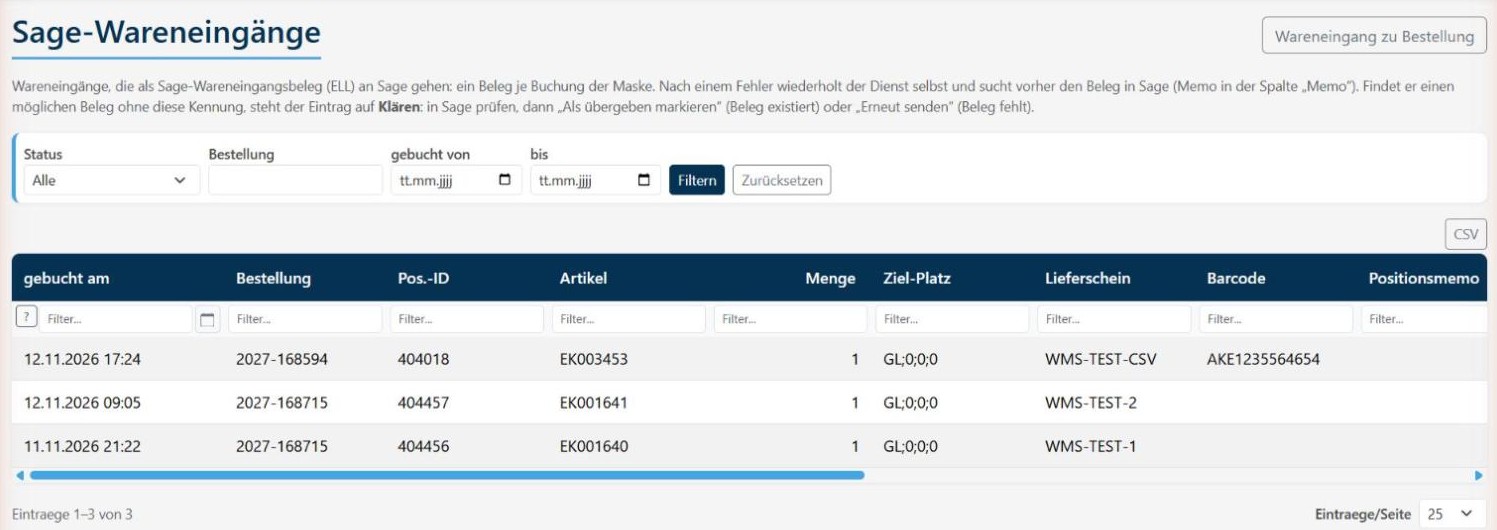 Sage-Wareneingänge
Wareneingang zu Bestellung
Wareneingänge, die als Sage-Wareneingangsbeleg (ELL) an Sage gehen: ein Beleg je Buchung der Maske. Nach einem Fehler wiederholt der Dienst selbst und sucht vorher den Beleg in Sage (Memo in der Spalte „Memo“). Findet er einen
möglichen Beleg ohne diese Kennung, steht der Eintrag auf Klären: in Sage prüfen, dann „Als übergeben markieren“ (Beleg existiert) oder „Erneut senden“ (Beleg fehlt).
Status Bestellung gebucht von bis
Alle tt.mm.jjjj tt.mm.jjjj Filtern Zurücksetzen
CSV
gebucht am Bestellung Pos.-ID Artikel Menge Ziel-Platz Lieferschein Barcode Positionsmemo
? Filter... Filter... Filter... Filter... Filter... Filter... Filter... Filter... Filter...
12.11.2026 17:24 2027-168594 404018 EK003453 1 GL;0;0;0 WMS-TEST-CSV AKE1235564654
12.11.2026 09:05 2027-168715 404457 EK001641 1 GL;0;0;0 WMS-TEST-2
11.11.2026 21:22 2027-168715 404456 EK001640 1 GL;0;0;0 WMS-TEST-1
Eintraege 1–3 von 3 Eintraege/Seite 25